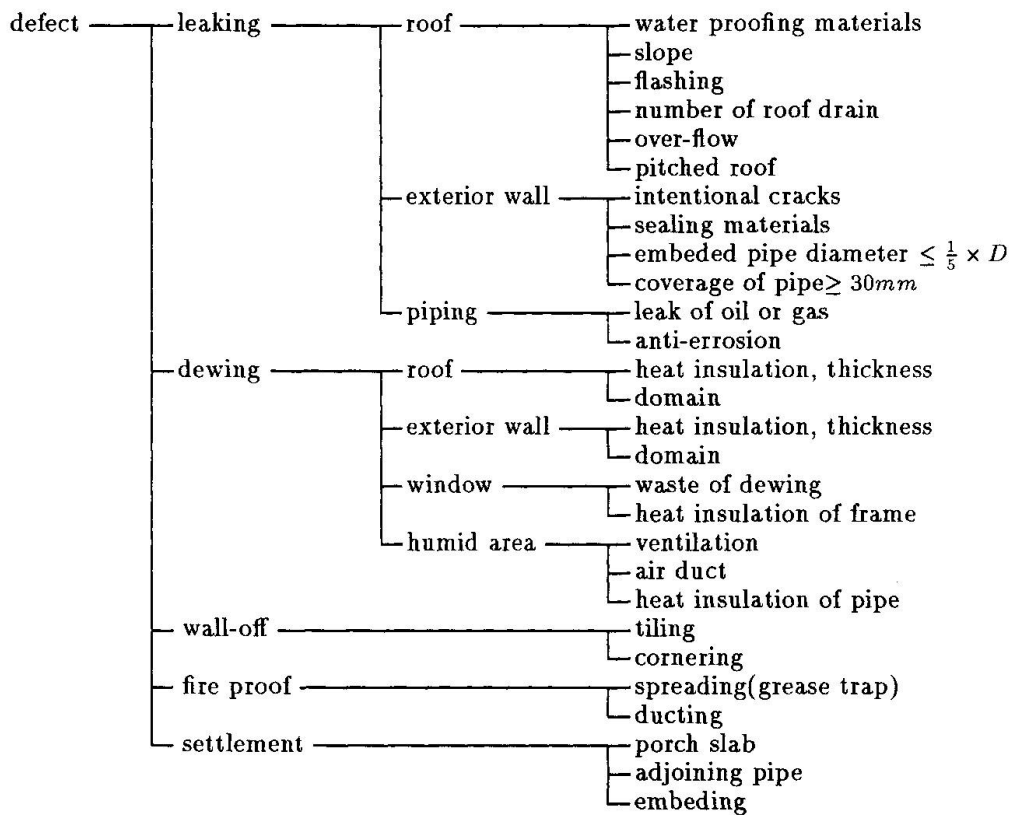 defect leaking roof water proofing materials
slope
flashing
number of roof drain
over-flow
pitched roof
exterior wall intentional cracks
sealing materials
embeded pipe diameter ≤ 1/5 × D
coverage of pipe≥ 30mm
piping leak of oil or gas
anti-errosion
dewing roof heat insulation, thickness
domain
exterior wall heat insulation, thickness
domain
window waste of dewing
heat insulation of frame
humid area ventilation
air duct
heat insulation of pipe
wall-off tiling
cornering
fire proof spreading(grease trap)
ducting
settlement porch slab
adjoining pipe
embeding